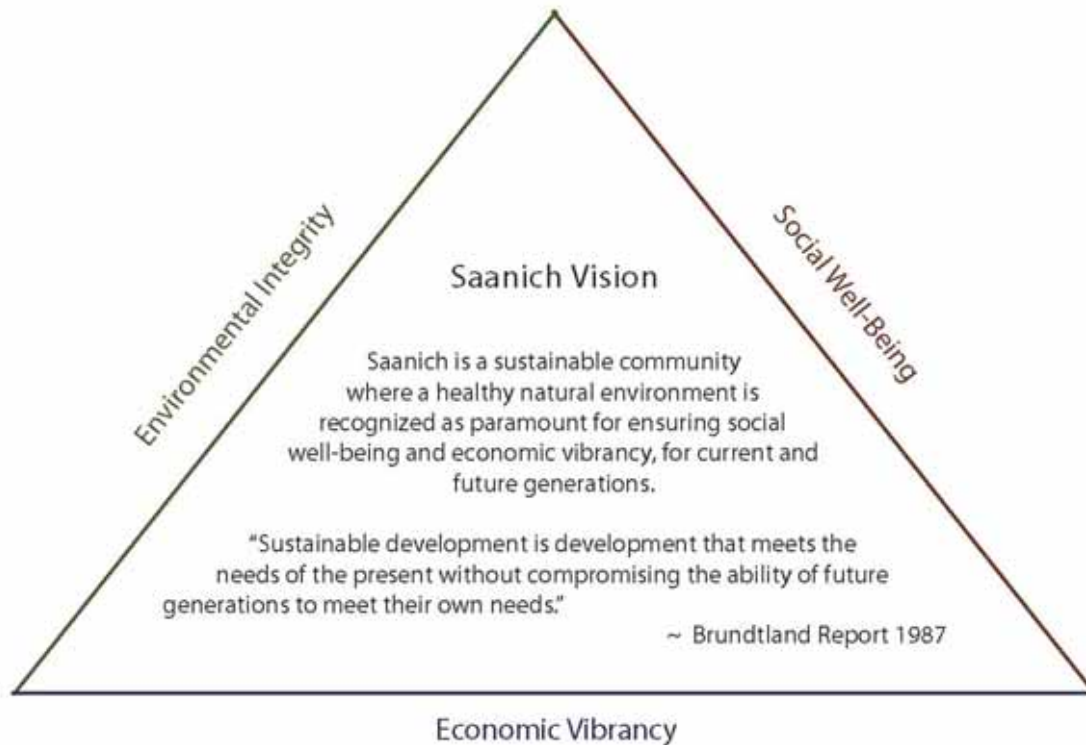 Environmental Integrity
Social Well-Being
Saanich Vision
Saanich is a sustainable community
where a healthy natural environment is
recognized as paramount for ensuring social
well-being and economic vibrancy, for current and
future generations.
“Sustainable development is development that meets the
needs of the present without compromising the ability of future
generations to meet their own needs.”
~ Brundtland Report 1987
Economic Vibrancy